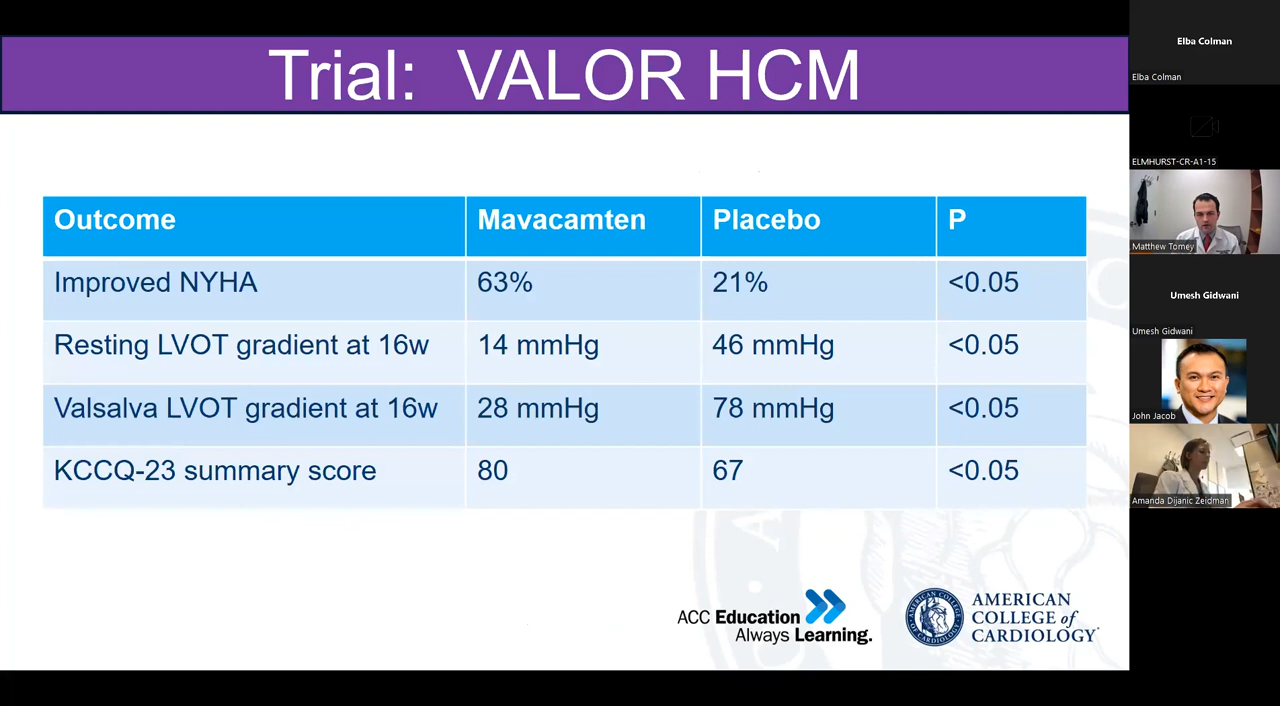 Trial: VALOR HCM
Outcome Mavacamten Placebo P
Improved NYHA 63% 21% <0.05
Resting LVOT gradient at 16w 14 mmHg 46 mmHg <0.05
Valsalva LVOT gradient at 16w 28 mmHg 78 mmHg <0.05
KCCQ-23 summary score 80 67 <0.05
ACC Education
Always Learning.
AMERICAN
COLLEGE of
CARDIOLOGY
Elba Colman
Elba Colman
ELMHURST-CR-A1-15
Matthew Tomey
Umesh Gidwani
Umesh Gidwani
John Jacob
Amanda Dijanic Zeidman